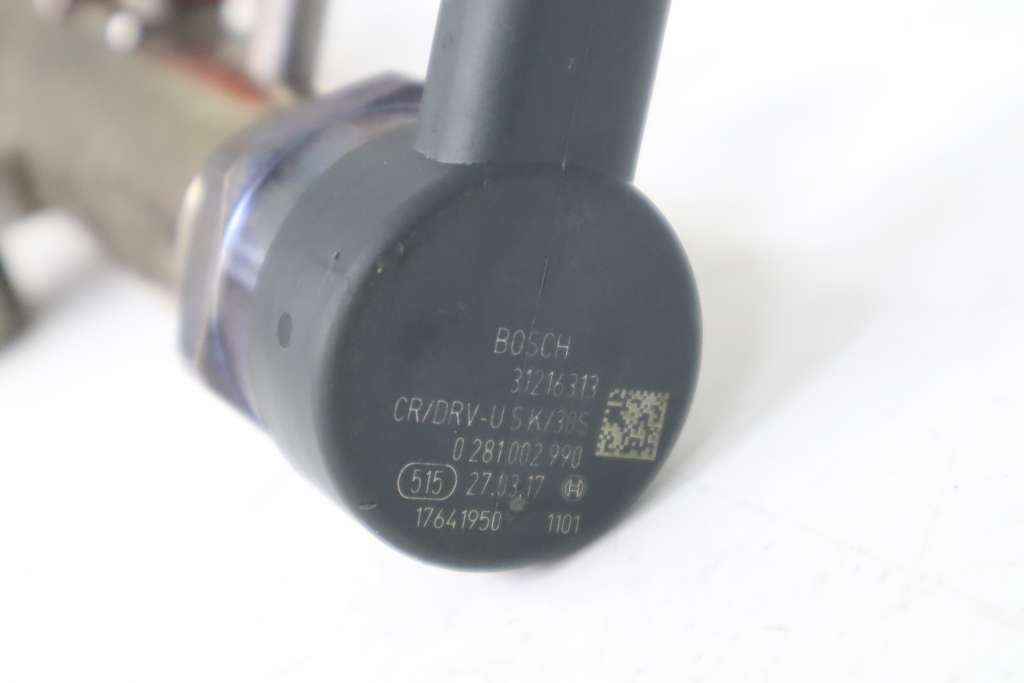 BOSCH
31216313
CR/DRV-U S K/30S
0 281 002 990
515 27.03.17
17641950 1101